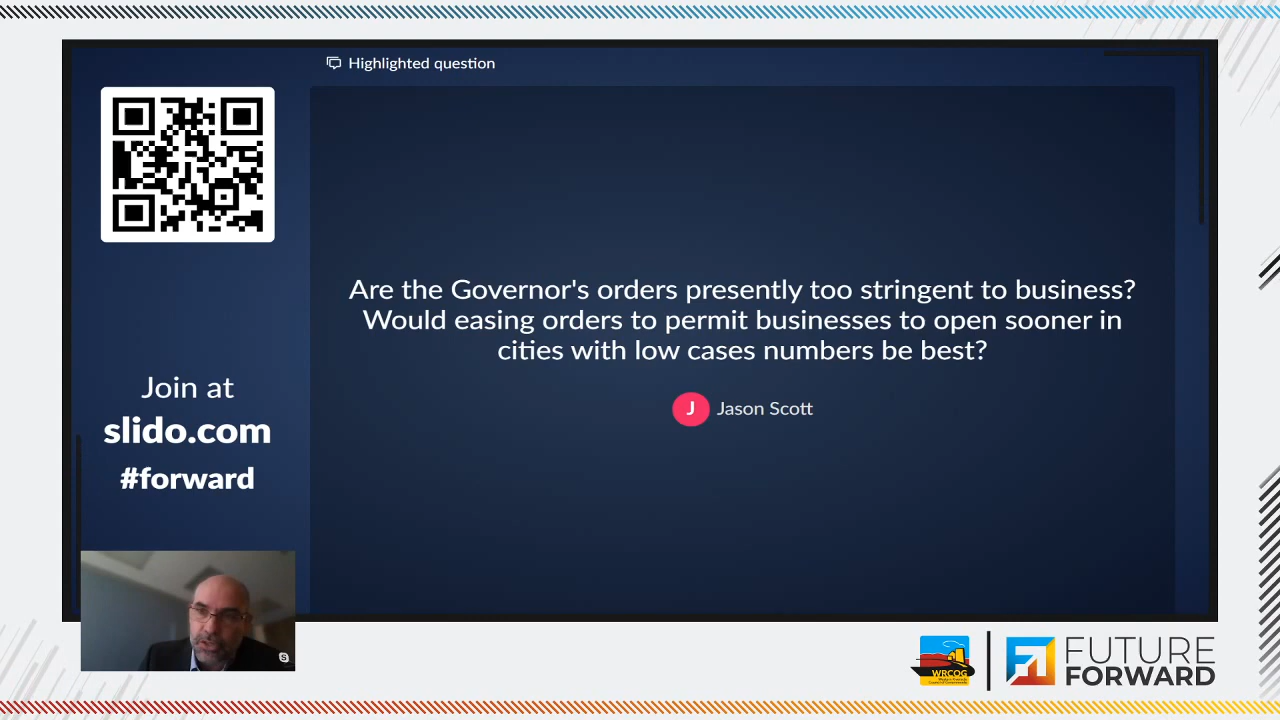 Highlighted question
Are the Governor's orders presently too stringent to business?
Would easing orders to permit businesses to open sooner in
cities with low cases numbers be best?
J
Jason Scott
Join at
slido.com
#forward
WRCOG
FUTURE
FORWARD